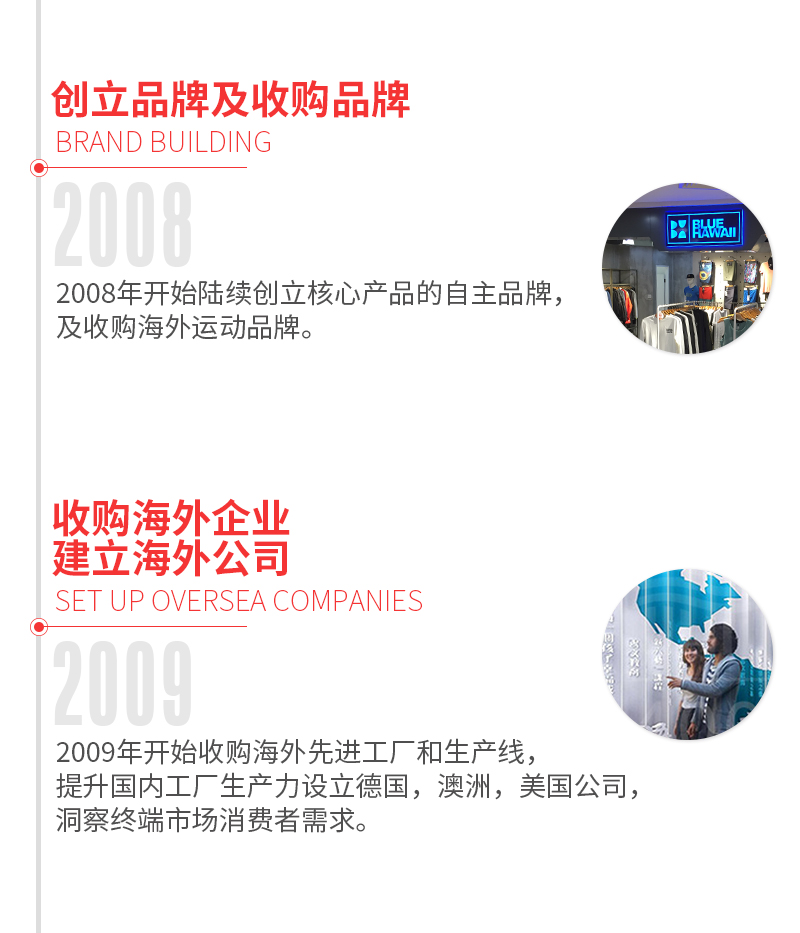 创立品牌及收购品牌
BRAND BUILDING
2008
BLUE
HAWAII
2008年开始陆续创立核心产品的自主品牌，
及收购海外运动品牌。
收购海外企业
建立海外公司
SET UP OVERSEA COMPANIES
2009
2009年开始收购海外先进工厂和生产线，
提升国内工厂生产力设立德国，澳洲，美国公司，
洞察终端市场消费者需求。